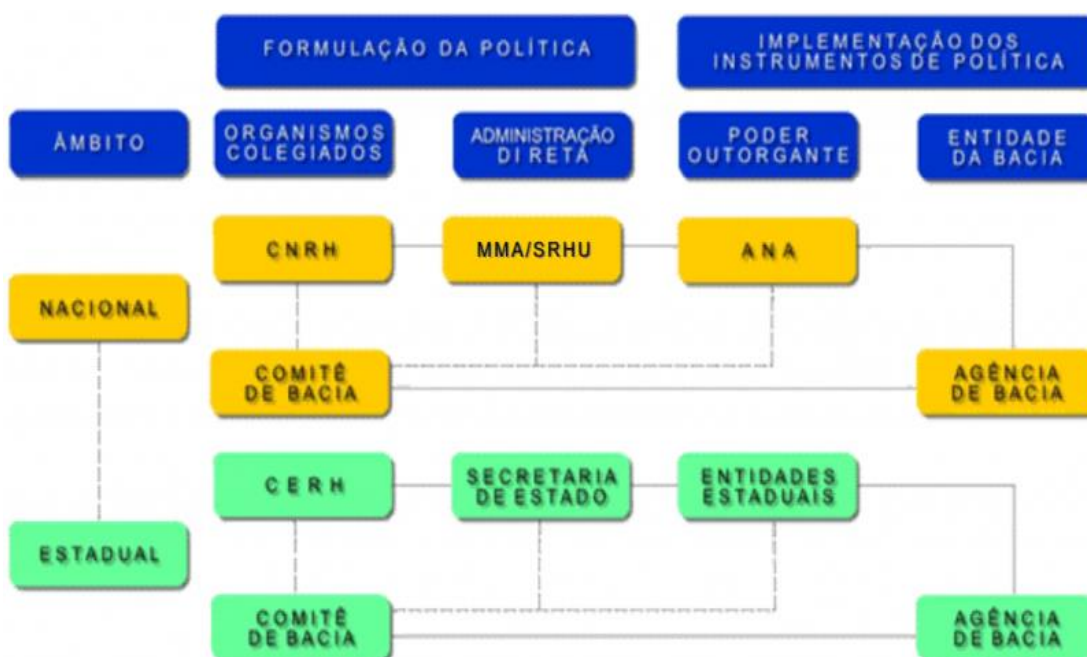 FORMULAÇÃO DA POLÍTICA
IMPLEMENTAÇÃO DOS
INSTRUMENTOS DE POLÍTICA
ÂMBITO
ORGANISMOS
COLEGIADOS
ADMINISTRAÇÃO
DI RETA
PODER
OUTORGANTE
ENTIDADE
DA BACIA
CNRH
MMA/SRHU
ANA
NACIONAL
COMITÊ
DE BACIA
AGÊNCIA
DE BACIA
CERH
SECRETARIA
DE ESTADO
ENTIDADES
ESTADUAIS
ESTADUAL
COMITÊ
DE BACIA
AGÊNCIA
DE BACIA